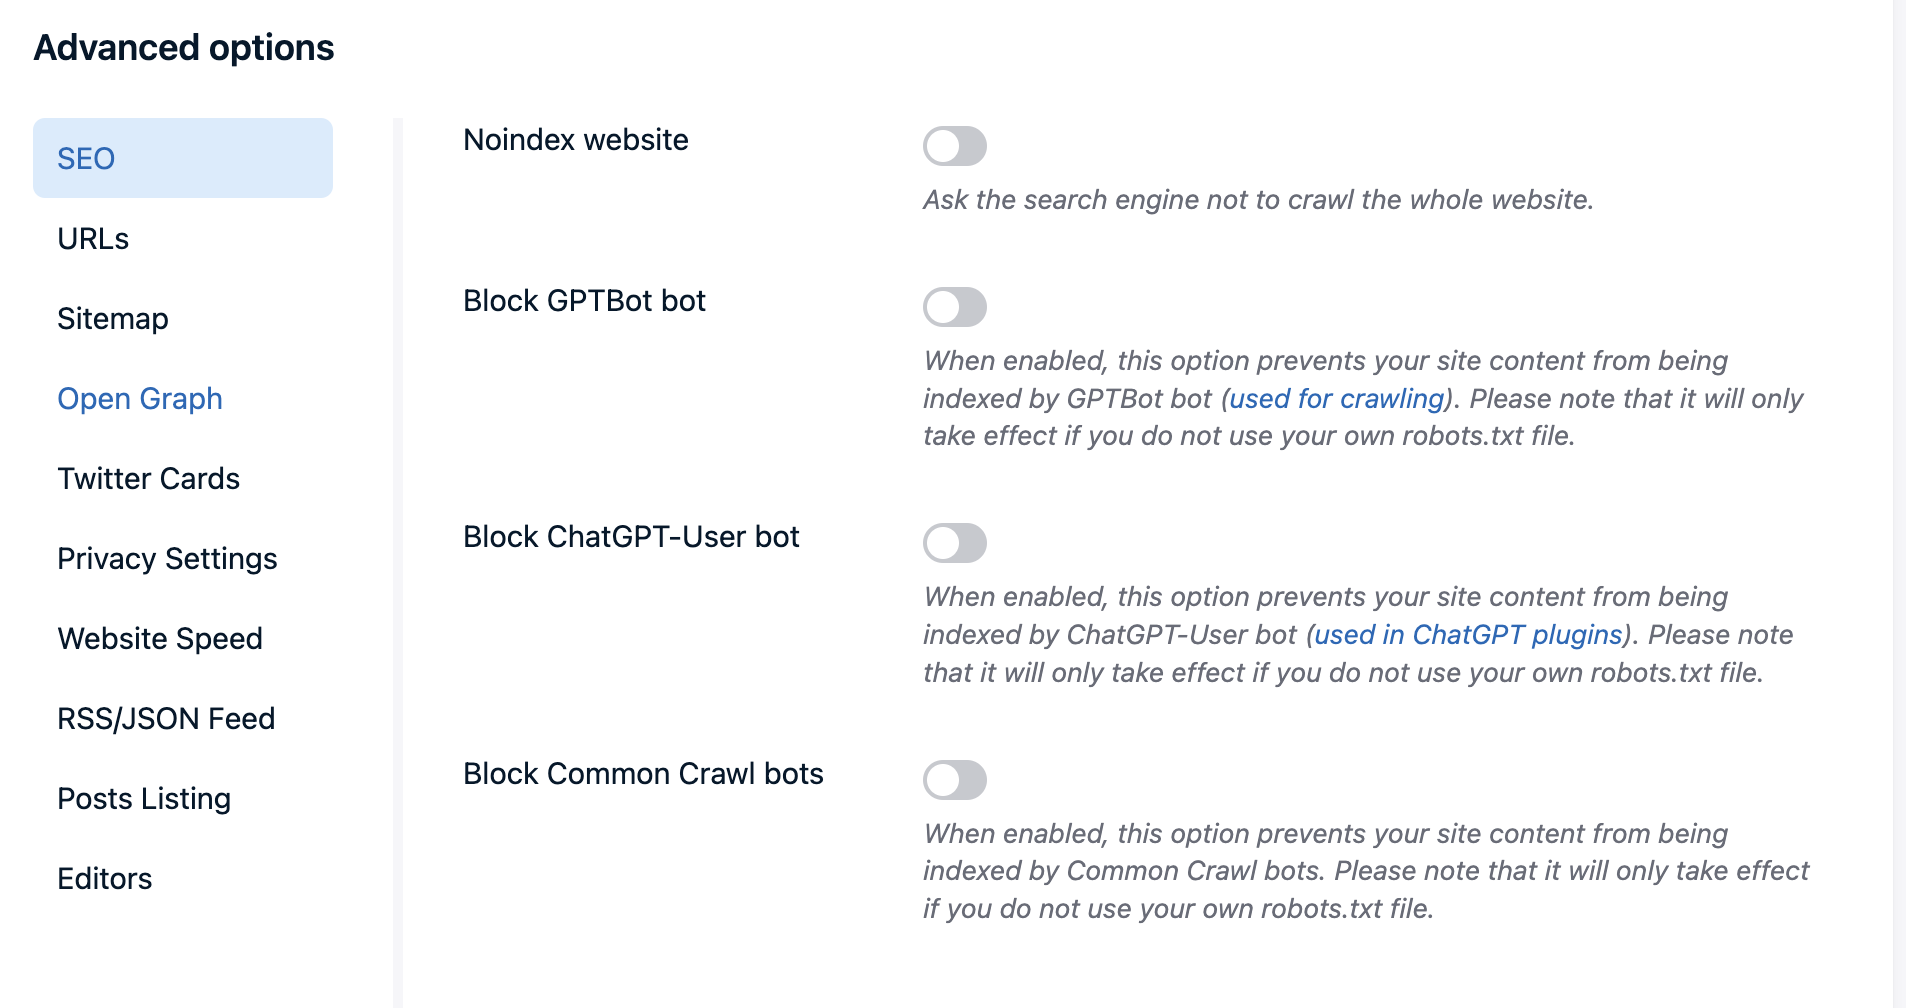 Advanced options
SEO
URLs
Sitemap
Open Graph
Twitter Cards
Privacy Settings
Website Speed
RSS/JSON Feed
Posts Listing
Editors
Noindex website
Ask the search engine not to crawl the whole website.
Block GPTBot bot
When enabled, this option prevents your site content from being
indexed by GPTBot bot (used for crawling). Please note that it will only
take effect if you do not use your own robots.txt file.
Block ChatGPT-User bot
When enabled, this option prevents your site content from being
indexed by ChatGPT-User bot (used in ChatGPT plugins). Please note
that it will only take effect if you do not use your own robots.txt file.
Block Common Crawl bots
When enabled, this option prevents your site content from being
indexed by Common Crawl bots. Please note that it will only take effect
if you do not use your own robots.txt file.